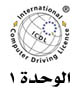 International
ICDL
Computer Driving Licence
الوحدة ١